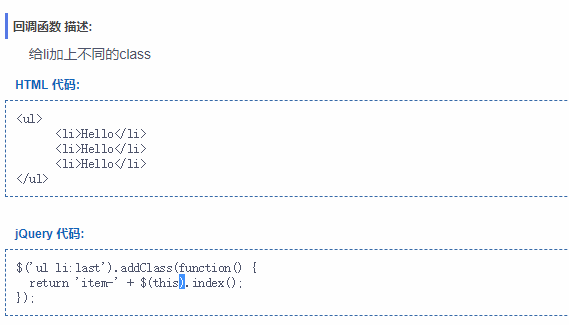 回调函数 描述:
给li加上不同的class
HTML 代码:
<ul>
<li>Hello</li>
<li>Hello</li>
<li>Hello</li>
</ul>
jQuery 代码:
$('ul li:last').addClass(function() {
return 'item-' + $(this).index();
});